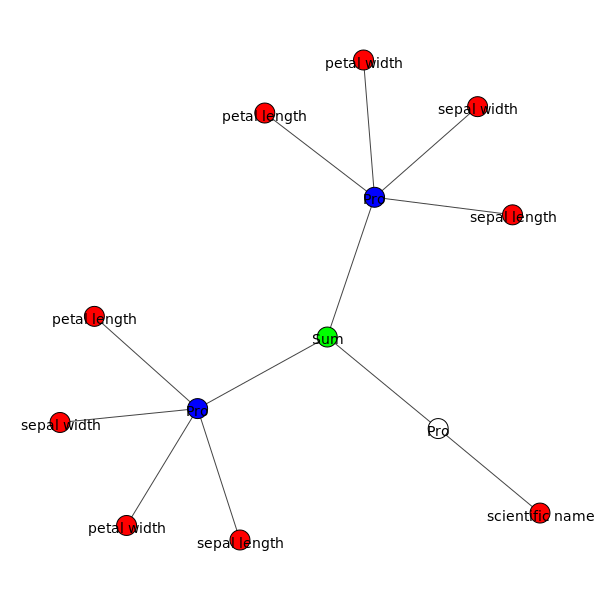 petal width
sepal width
petal length
Pro
sepal length
petal length
Sum
Pro
sepal width
Pro
scientific name
petal width
sepal length